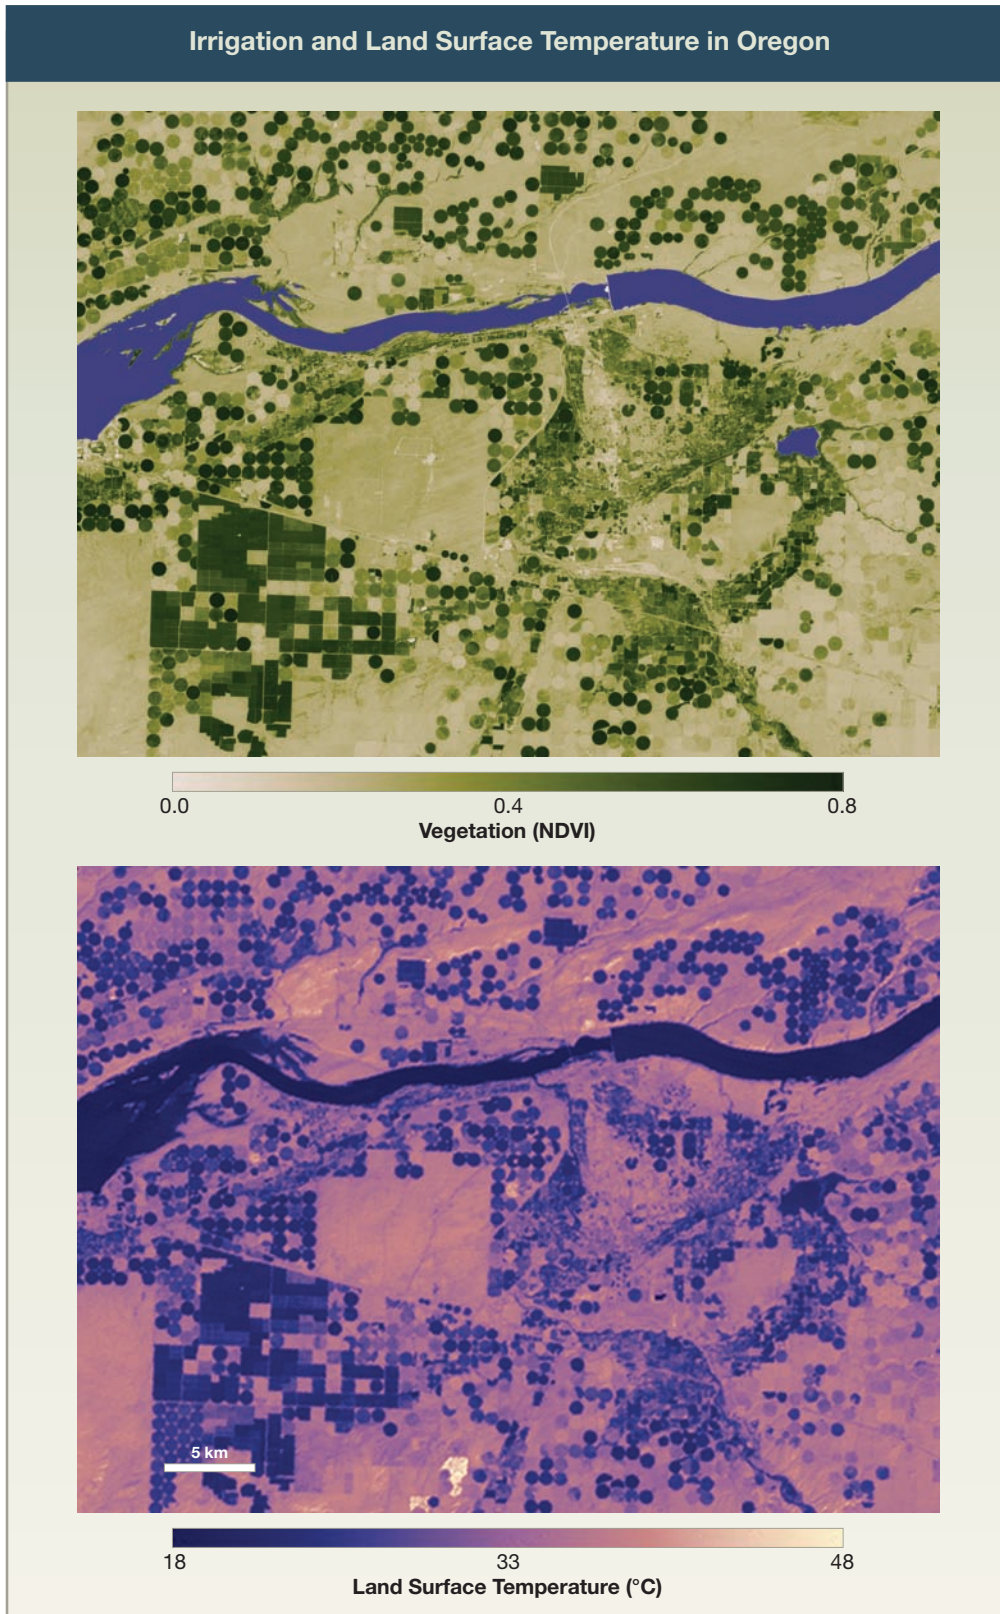 Irrigation and Land Surface Temperature in Oregon
0.0 0.4 0.8
Vegetation (NDVI)
5 km
18 33 48
Land Surface Temperature (°C)